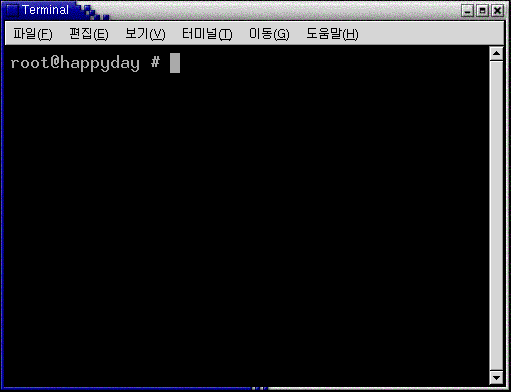 Terminal
파일(F) 편집(E) 보기(V) 터미널(T) 이동(G) 도움말(H)
root@happyday #